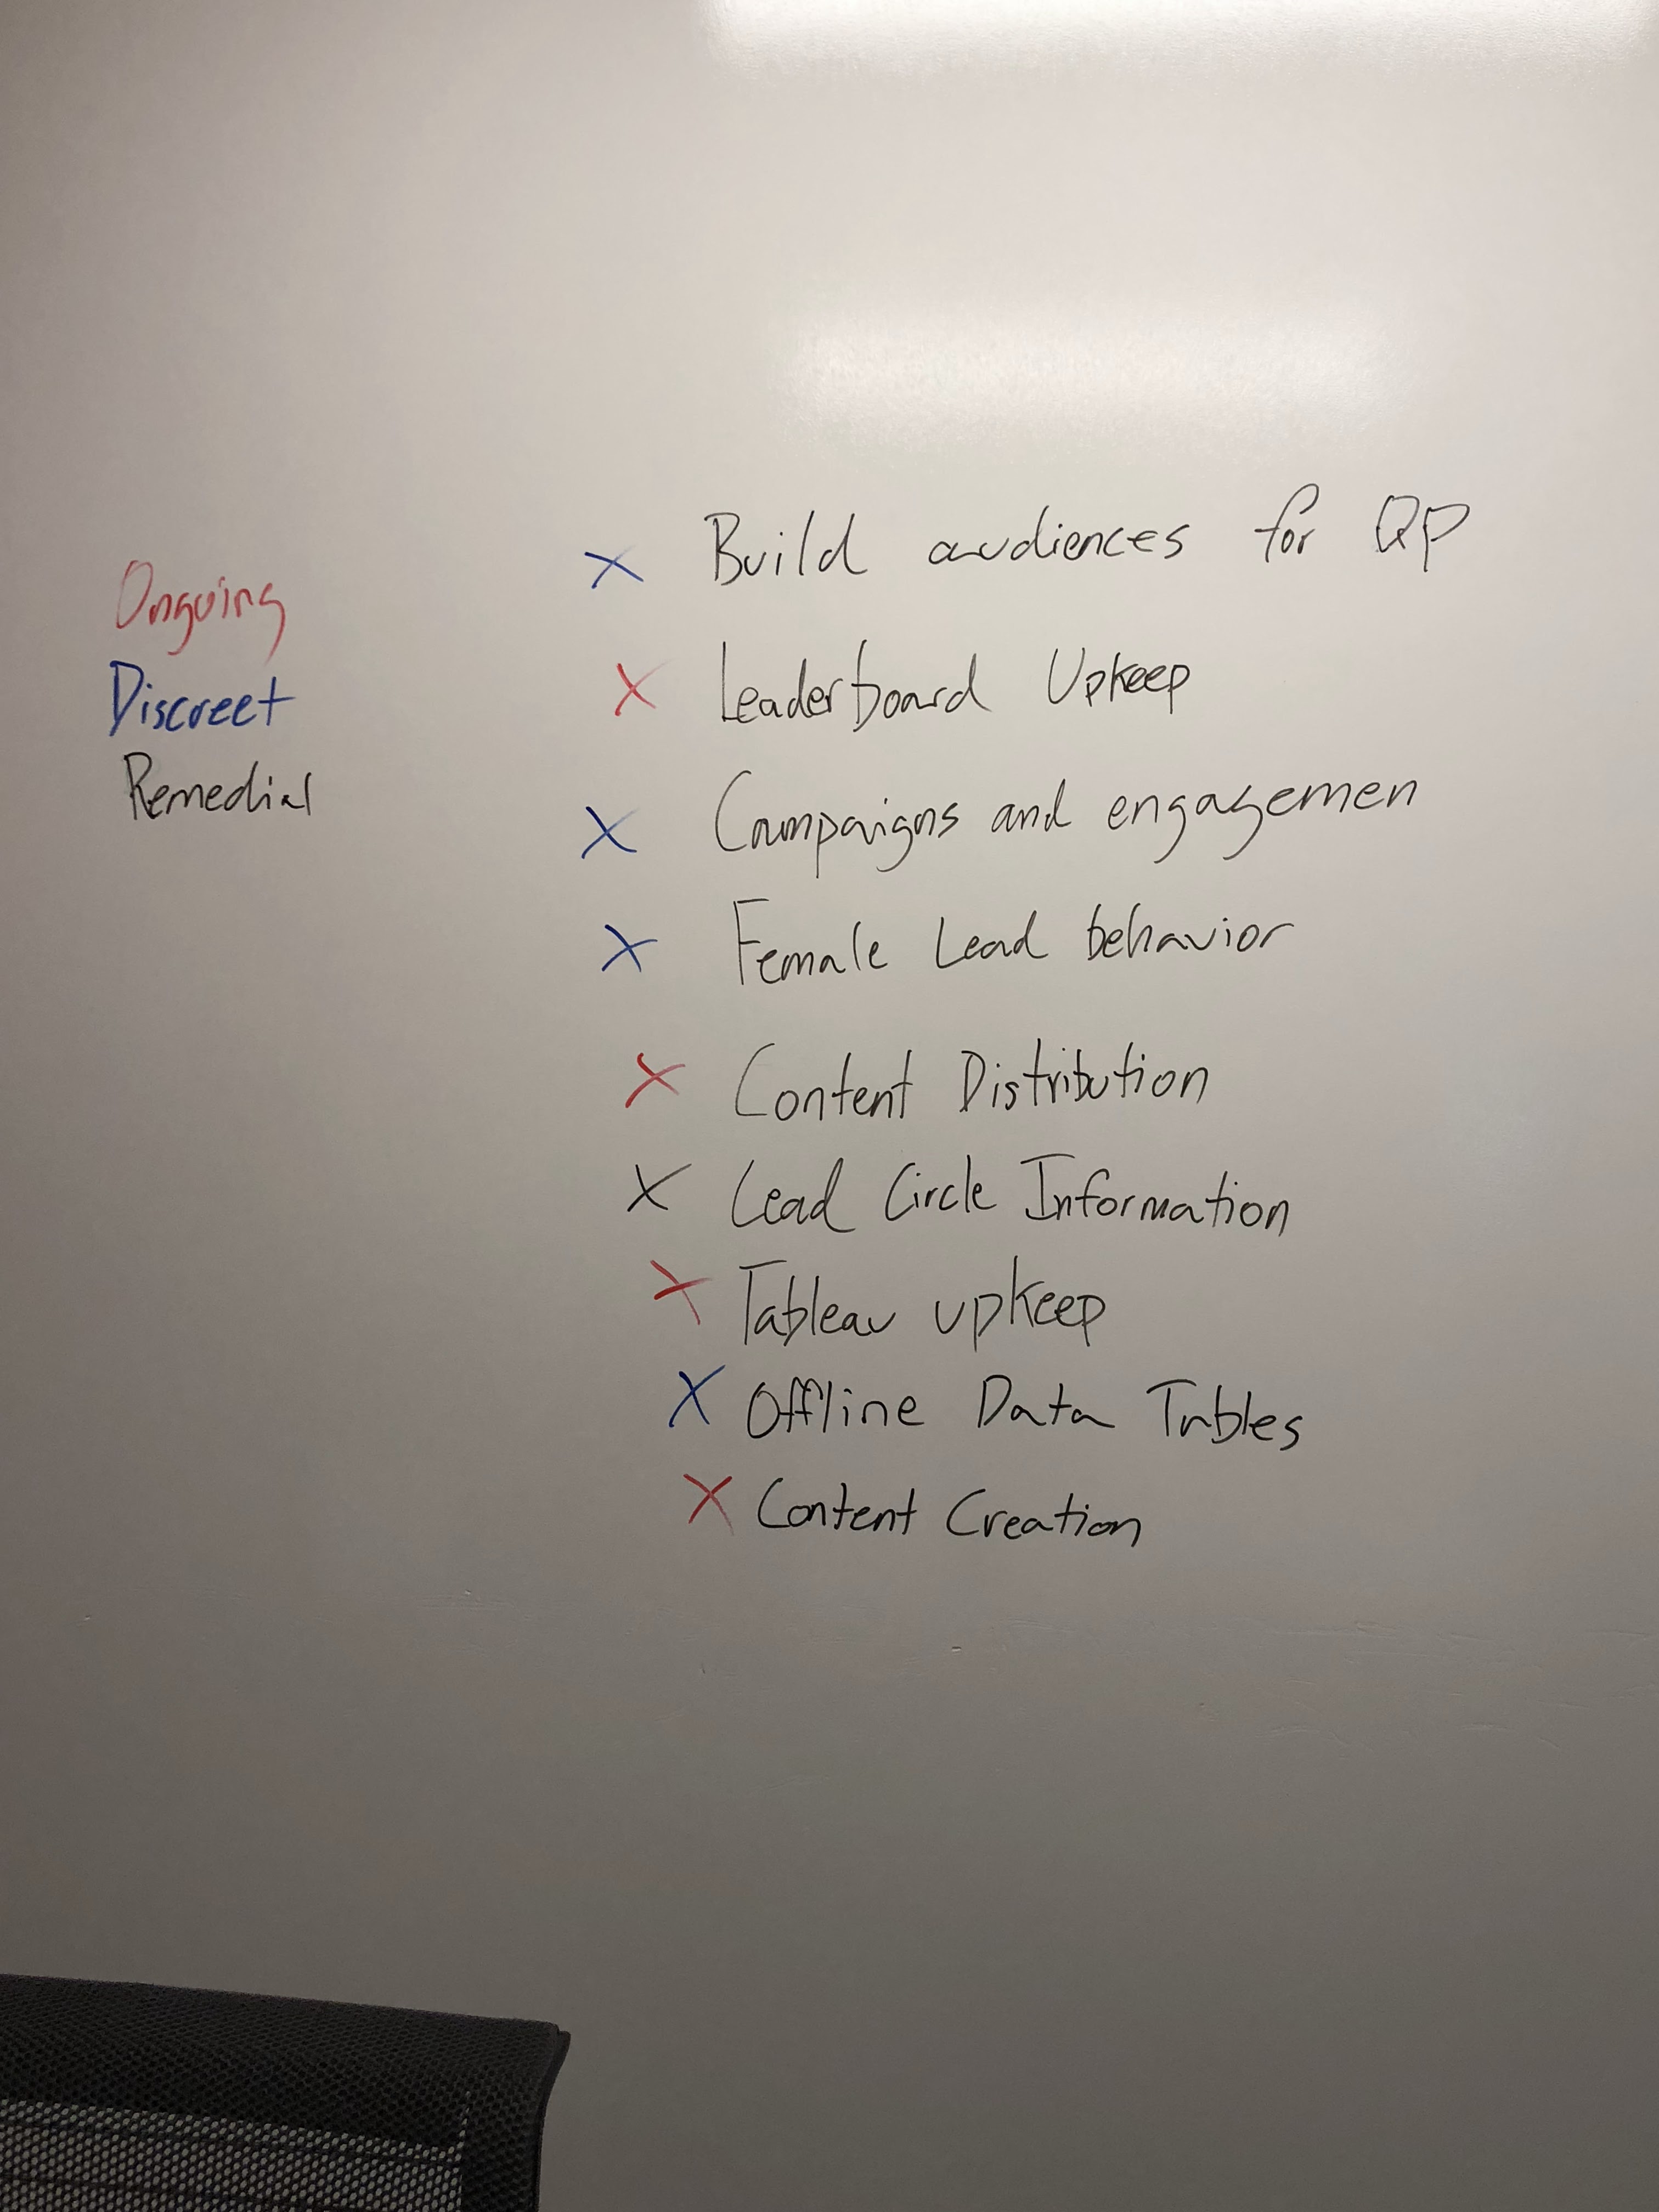 Ongoing
Discreet
Remedial
X Build audiences for QP
X Leaderboard Upkeep
X Campaigns and engagemen
X Female Lead behavior
X Content Distribution
X Lead Circle Information
X Tableau upkeep
X Offline Data Tables
X Content Creation